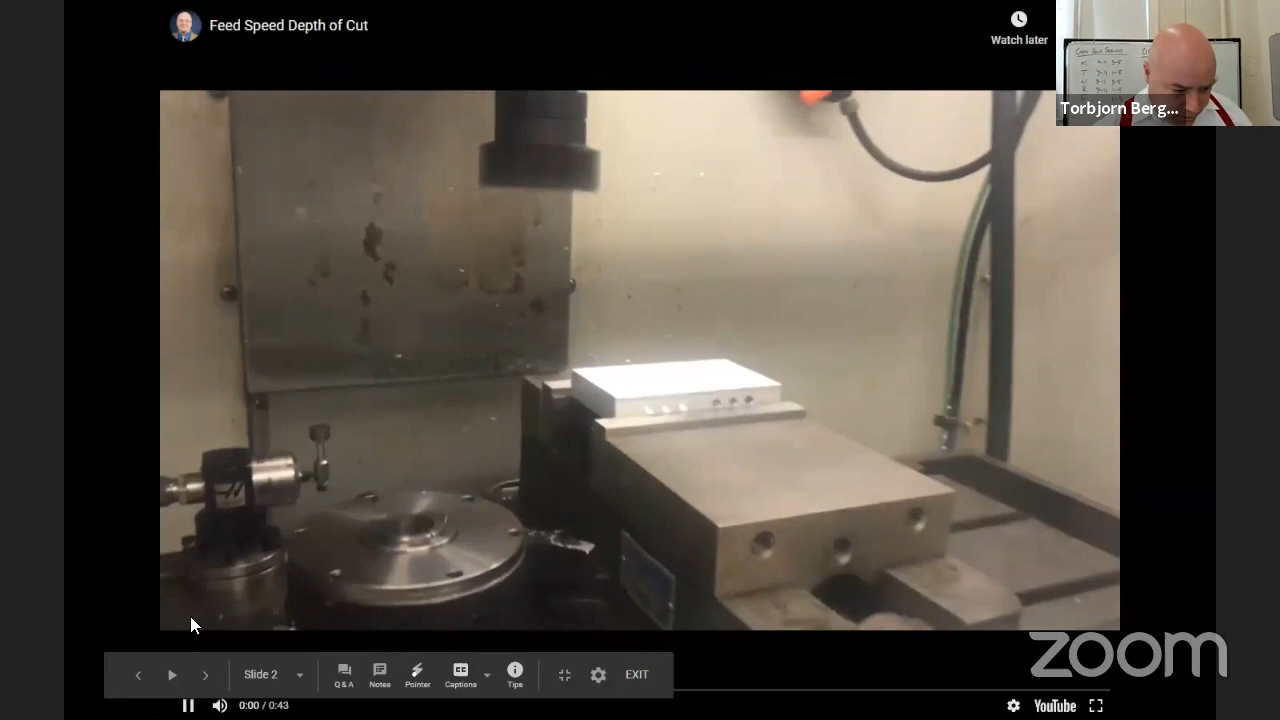 Feed Speed Depth of Cut
Watch later
Torbjorn Berg...
Slide 2
Q & A
Notes
Pointer
Captions
Tips
EXIT
0:00 / 0:43
YouTube
zoom